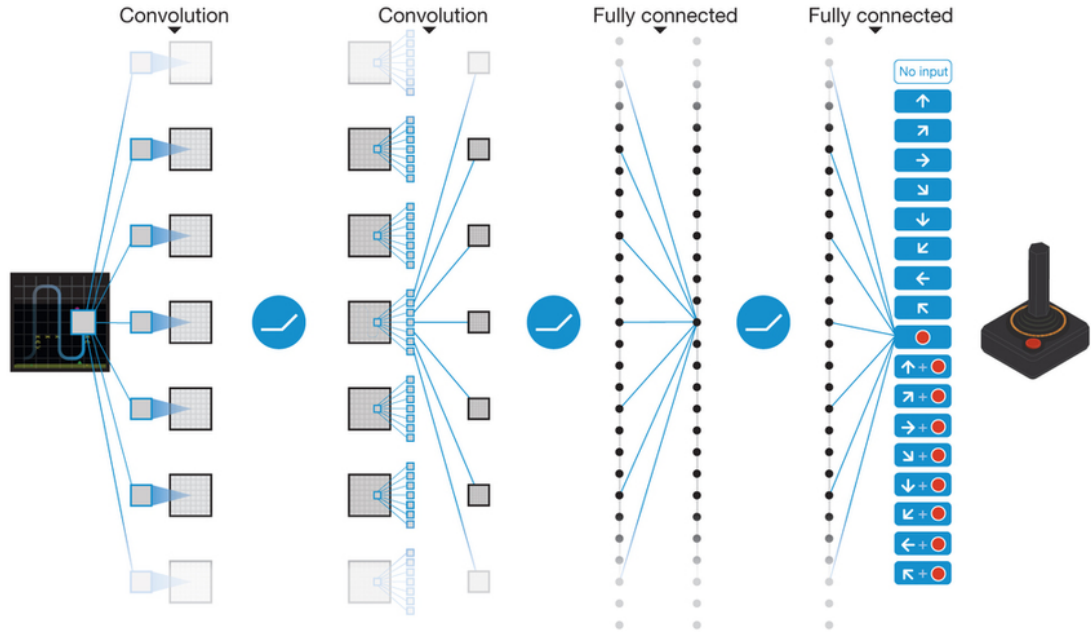 Convolution
Convolution
Fully connected
Fully connected
No input
+
+
+
+
+
+
+
+